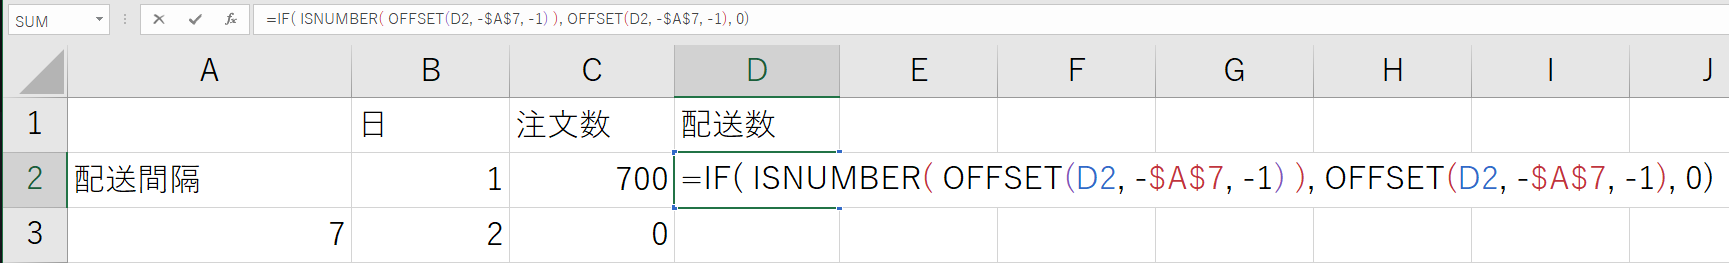 SUM fx =IF( ISNUMBER( OFFSET(D2, -$A$7, -1) ), OFFSET(D2, -$A$7, -1), 0)
A B C D E F G H I J
1 日 注文数 配送数
2 配送間隔 1 700 =IF( ISNUMBER( OFFSET(D2, -$A$7, -1) ), OFFSET(D2, -$A$7, -1), 0)
3 7 2 0